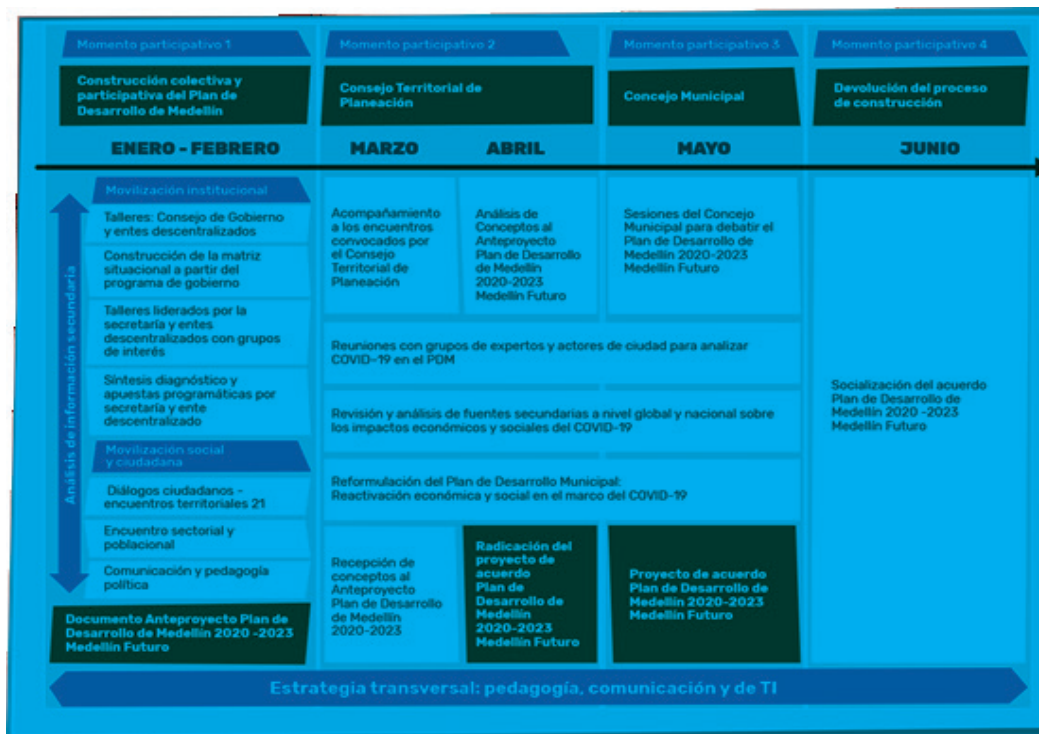 Momento participativo 1
Construcción colectiva y
participativa del Plan de
Desarrollo de Medellín
Momento participativo 2
Consejo Territorial de
Planeación
Momento participativo 3
Concejo Municipal
Momento participativo 4
Devolución del proceso
de construcción
ENERO - FEBRERO
MARZO
ABRIL
MAYO
JUNIO
Análisis de información secundaria
Movilización institucional
Talleres: Consejo de Gobierno
y entes descentralizados
Construcción de la matriz
situacional a partir del
programa de gobierno
Talleres liderados por la
secretaría y entes
descentralizados con grupos
de interés
Síntesis diagnóstico y
apuestas programáticas por
secretaría y ente
descentralizado
Movilización social
y ciudadana
Diálogos ciudadanos -
encuentros territoriales 21
Encuentro sectorial y
poblacional
Comunicación y pedagogía
política
Documento Anteproyecto Plan de
Desarrollo de Medellín 2020 -2023
Medellín Futuro
Acompañamiento
a los encuentros
convocados por
el Consejo
Territorial de
Planeación
Análisis de
Conceptos al
Anteproyecto
Plan de Desarrollo
de Medellín
2020-2023
Medellín Futuro
Sesiones del Concejo
Municipal para debatir el
Plan de Desarrollo de
Medellín 2020-2023
Medellín Futuro
Reuniones con grupos de expertos y actores de ciudad para analizar
COVID-19 en el PDM
Revisión y análisis de fuentes secundarias a nivel global y nacional sobre
los impactos económicos y sociales del COVID-19
Reformulación del Plan de Desarrollo Municipal:
Reactivación económica y social en el marco del COVID-19
Recepción de
conceptos al
Anteproyecto
Plan de Desarrollo
de Medellín
2020-2023
Radicación del
proyecto de
acuerdo
Plan de
Desarrollo de
Medellín
2020-2023
Medellín Futuro
Proyecto de acuerdo
Plan de Desarrollo de
Medellín 2020-2023
Medellín Futuro
Socialización del acuerdo
Plan de Desarrollo de
Medellín 2020 -2023
Medellín Futuro
Estrategia transversal: pedagogía, comunicación y de TI